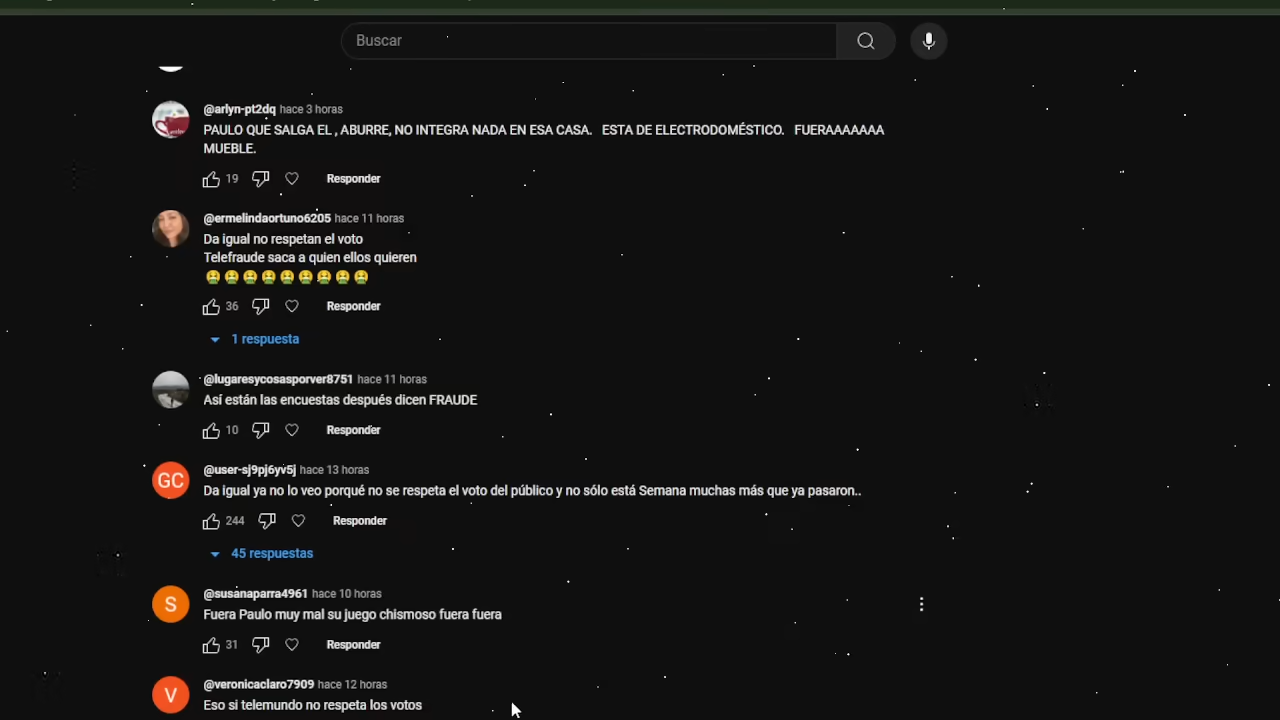 Buscar
@arlyn-pt2dq hace 3 horas
PAULO QUE SALGA EL , ABURRE, NO INTEGRA NADA EN ESA CASA. ESTA DE ELECTRODOMÉSTICO. FUERAAAAAAA
MUEBLE.
19 Responder
@ermelindaortuno6205 hace 11 horas
Da igual no respetan el voto
Telefraude saca a quien ellos quieren
🤮🤮🤮🤮🤮🤮🤮🤮🤮
36 Responder
1 respuesta
@lugaresycosasporver8751 hace 11 horas
Así están las encuestas después dicen FRAUDE
10 Responder
GC
@user-sj9pj6yv5j hace 13 horas
Da igual ya no lo veo porqué no se respeta el voto del público y no sólo está Semana muchas más que ya pasaron..
244 Responder
45 respuestas
S
@susanaparra4961 hace 10 horas
Fuera Paulo muy mal su juego chismoso fuera fuera
31 Responder
V
@veronicaclaro7909 hace 12 horas
Eso si telemundo no respeta los votos